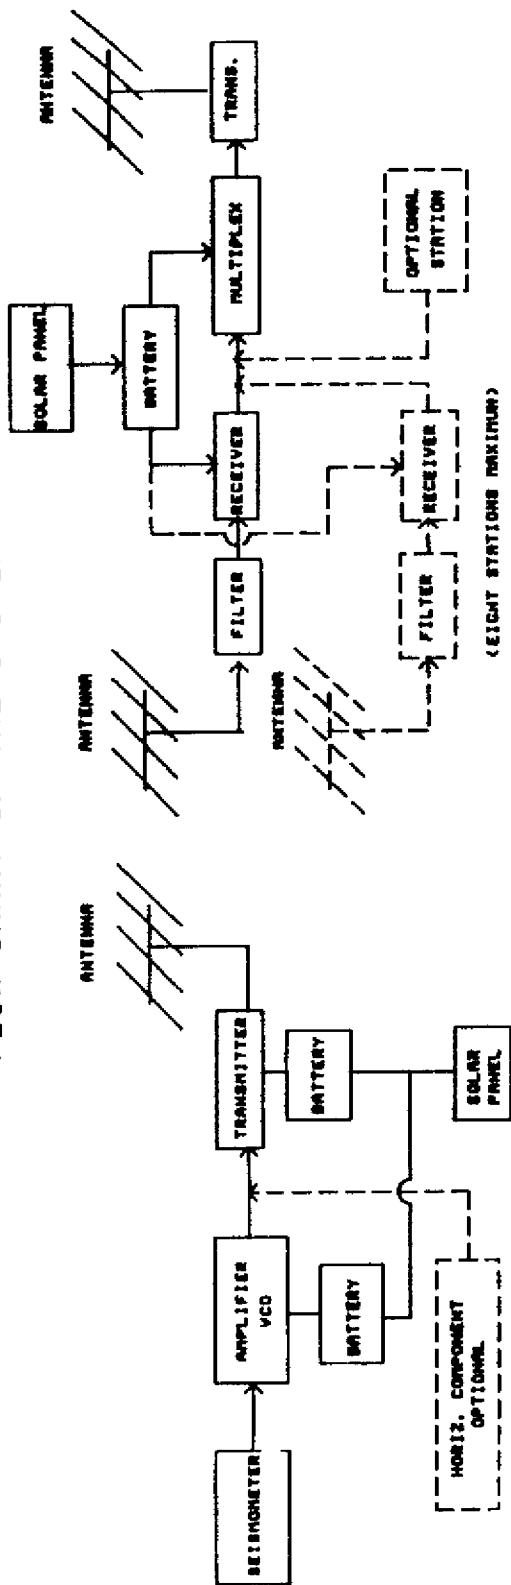 SEISMOMETER
AMPLIFIER
VCO
BATTERY
HORIZ. COMPONENT
OPTIONAL
TRANSMITTER
BATTERY
SOLAR
PANEL
ANTENNA
ANTENNA
FILTER
RECEIVER
SOLAR PANEL
BATTERY
MULTIPLEX
TRANS.
ANTENNA
ANTENNA
FILTER
RECEIVER
OPTIONAL
STATION
(EIGHT STATIONS MAXIMUM)